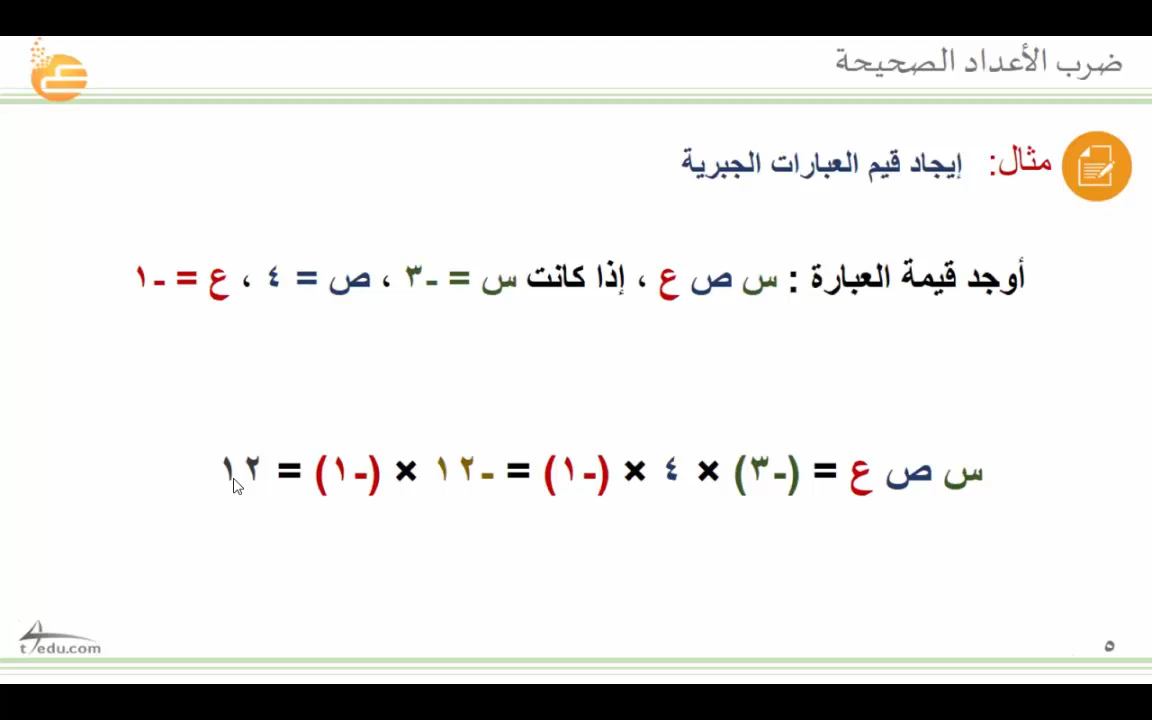 ضرب الأعداد الصحيحة
مثال: إيجاد قيم العبارات الجبرية
أوجد قيمة العبارة : س ص ع ، إذا كانت س = -٣ ، ص = ٤ ، ع = -١
س ص ع = (-٣) × ٤ × (-١) = -١٢ × (-١) = ١٢
t4edu.com
٥